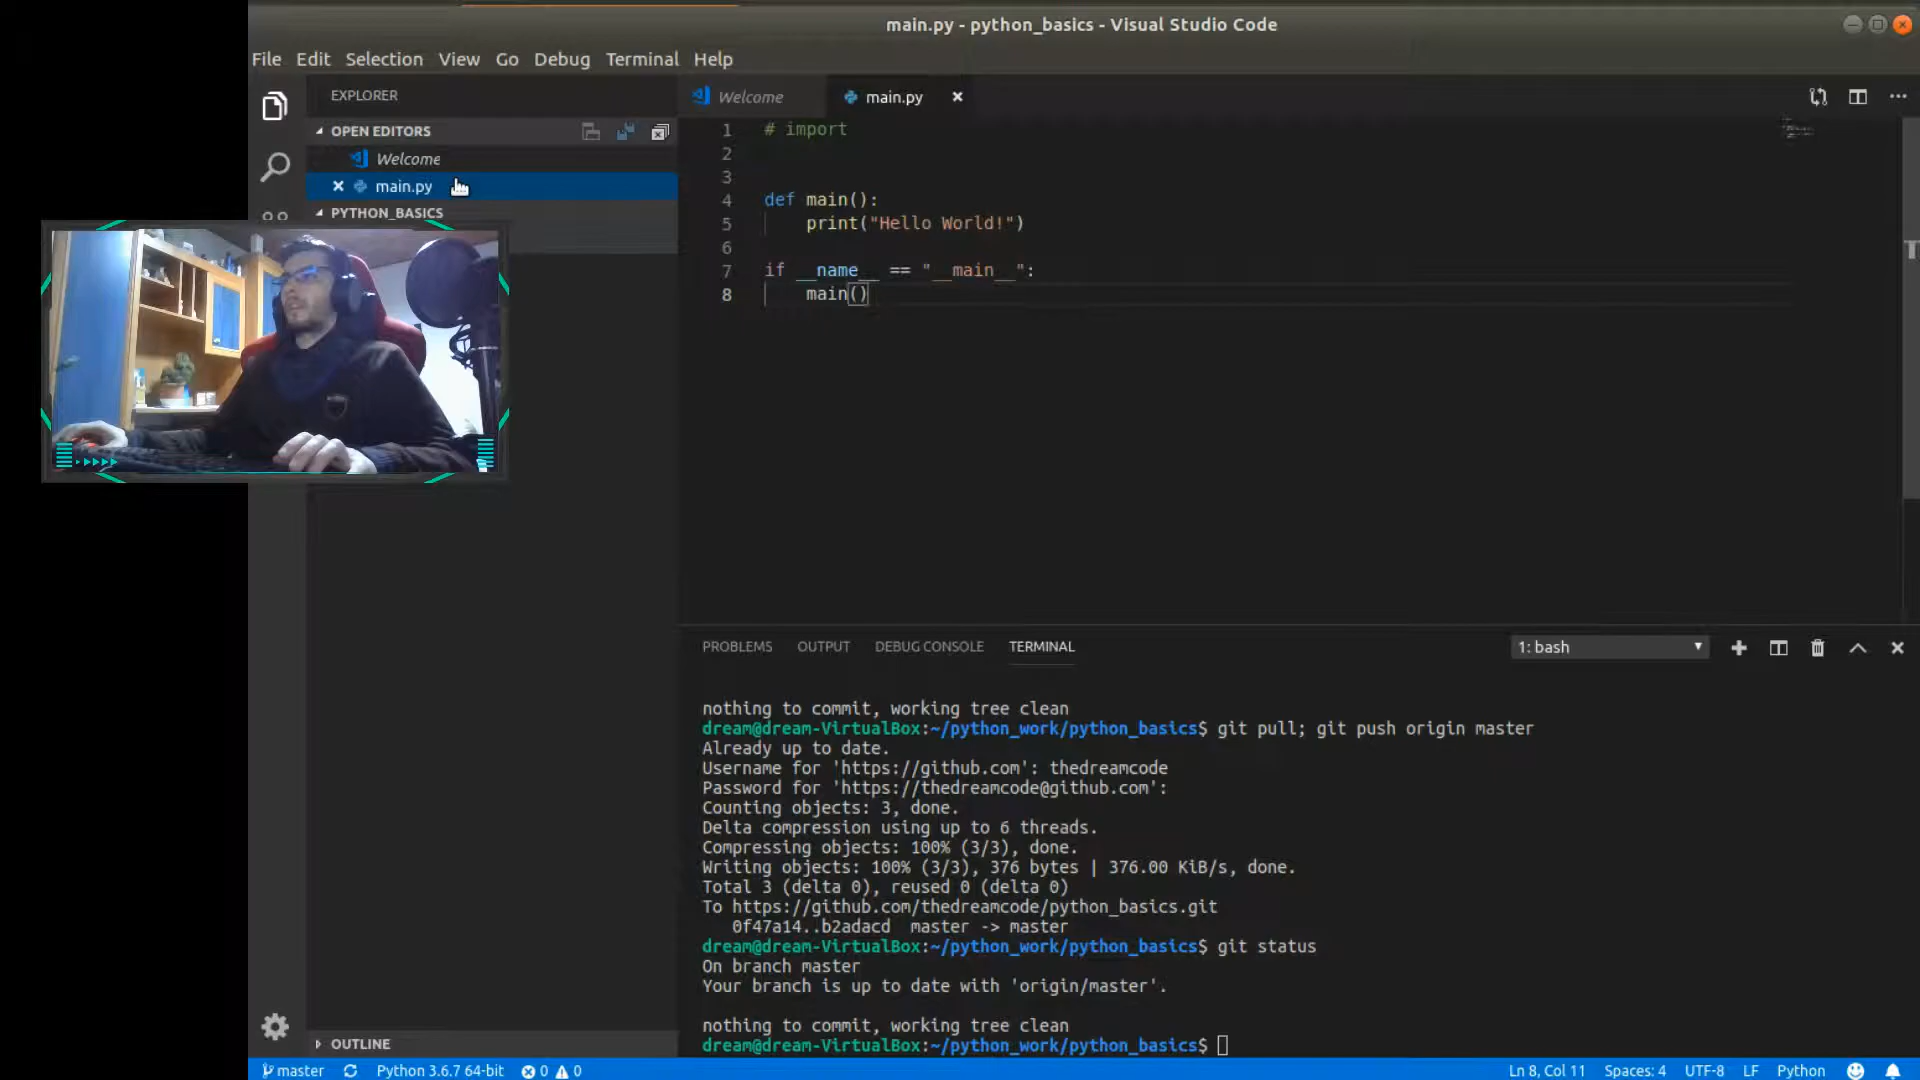 main.py - python_basics - Visual Studio Code
File Edit Selection View Go Debug Terminal Help
EXPLORER
OPEN EDITORS
Welcome
main.py
PYTHON_BASICS
Welcome
main.py
1 # import
2
3
4 def main():
5 print("Hello World!")
6
7 if __name__ == "__main__":
8 main()
PROBLEMS OUTPUT DEBUG CONSOLE TERMINAL
1: bash
nothing to commit, working tree clean
dream@dream-VirtualBox:~/python_work/python_basics$ git pull; git push origin master
Already up to date.
Username for 'https://github.com': thedreamcode
Password for 'https://thedreamcode@github.com':
Counting objects: 3, done.
Delta compression using up to 6 threads.
Compressing objects: 100% (3/3), done.
Writing objects: 100% (3/3), 376 bytes | 376.00 KiB/s, done.
Total 3 (delta 0), reused 0 (delta 0)
To https://github.com/thedreamcode/python_basics.git
0f47a14..b2adacd master -> master
dream@dream-VirtualBox:~/python_work/python_basics$ git status
On branch master
Your branch is up to date with 'origin/master'.
nothing to commit, working tree clean
dream@dream-VirtualBox:~/python_work/python_basics$
OUTLINE
master Python 3.6.7 64-bit 0 0 Ln 8, Col 11 Spaces: 4 UTF-8 LF Python